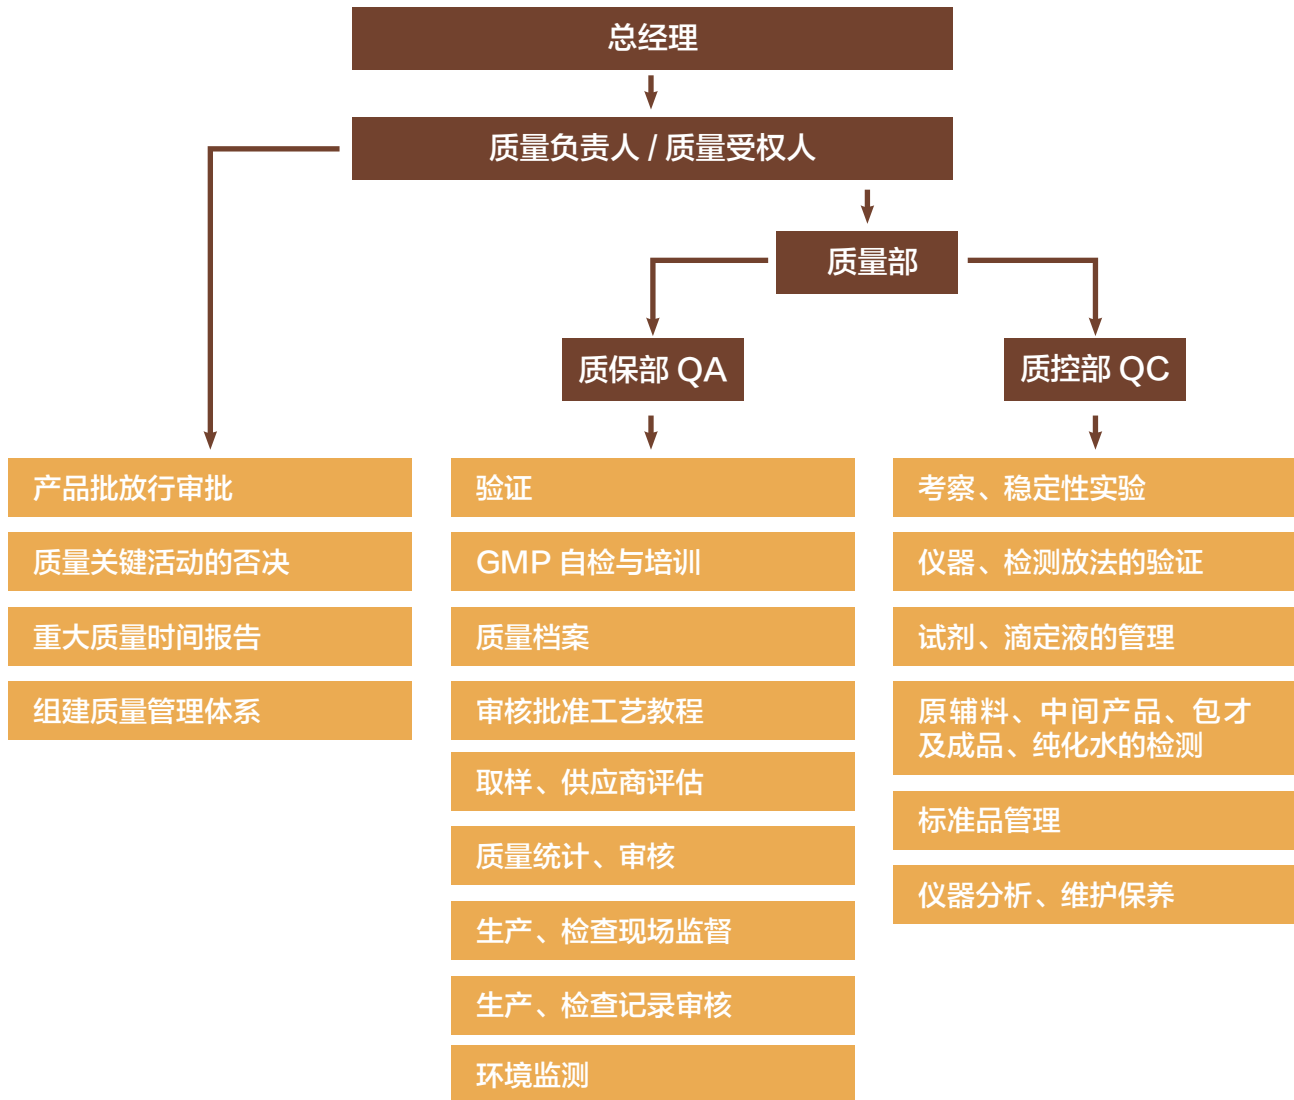 总经理
质量负责人 / 质量受权人
质量部
质保部 QA
质控部 QC
产品批放行审批
质量关键活动的否决
重大质量时间报告
组建质量管理体系
验证
GMP 自检与培训
质量档案
审核批准工艺教程
取样、供应商评估
质量统计、审核
生产、检查现场监督
生产、检查记录审核
环境监测
考察、稳定性实验
仪器、检测放法的验证
试剂、滴定液的管理
原辅料、中间产品、包才
及成品、纯化水的检测
标准品管理
仪器分析、维护保养